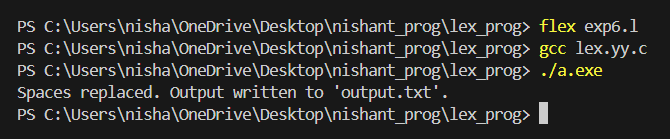 PS C:\Users\nisha\OneDrive\Desktop\nishant_prog\lex_prog> flex exp6.l
PS C:\Users\nisha\OneDrive\Desktop\nishant_prog\lex_prog> gcc lex.yy.c
PS C:\Users\nisha\OneDrive\Desktop\nishant_prog\lex_prog> ./a.exe
Spaces replaced. Output written to 'output.txt'.
PS C:\Users\nisha\OneDrive\Desktop\nishant_prog\lex_prog>